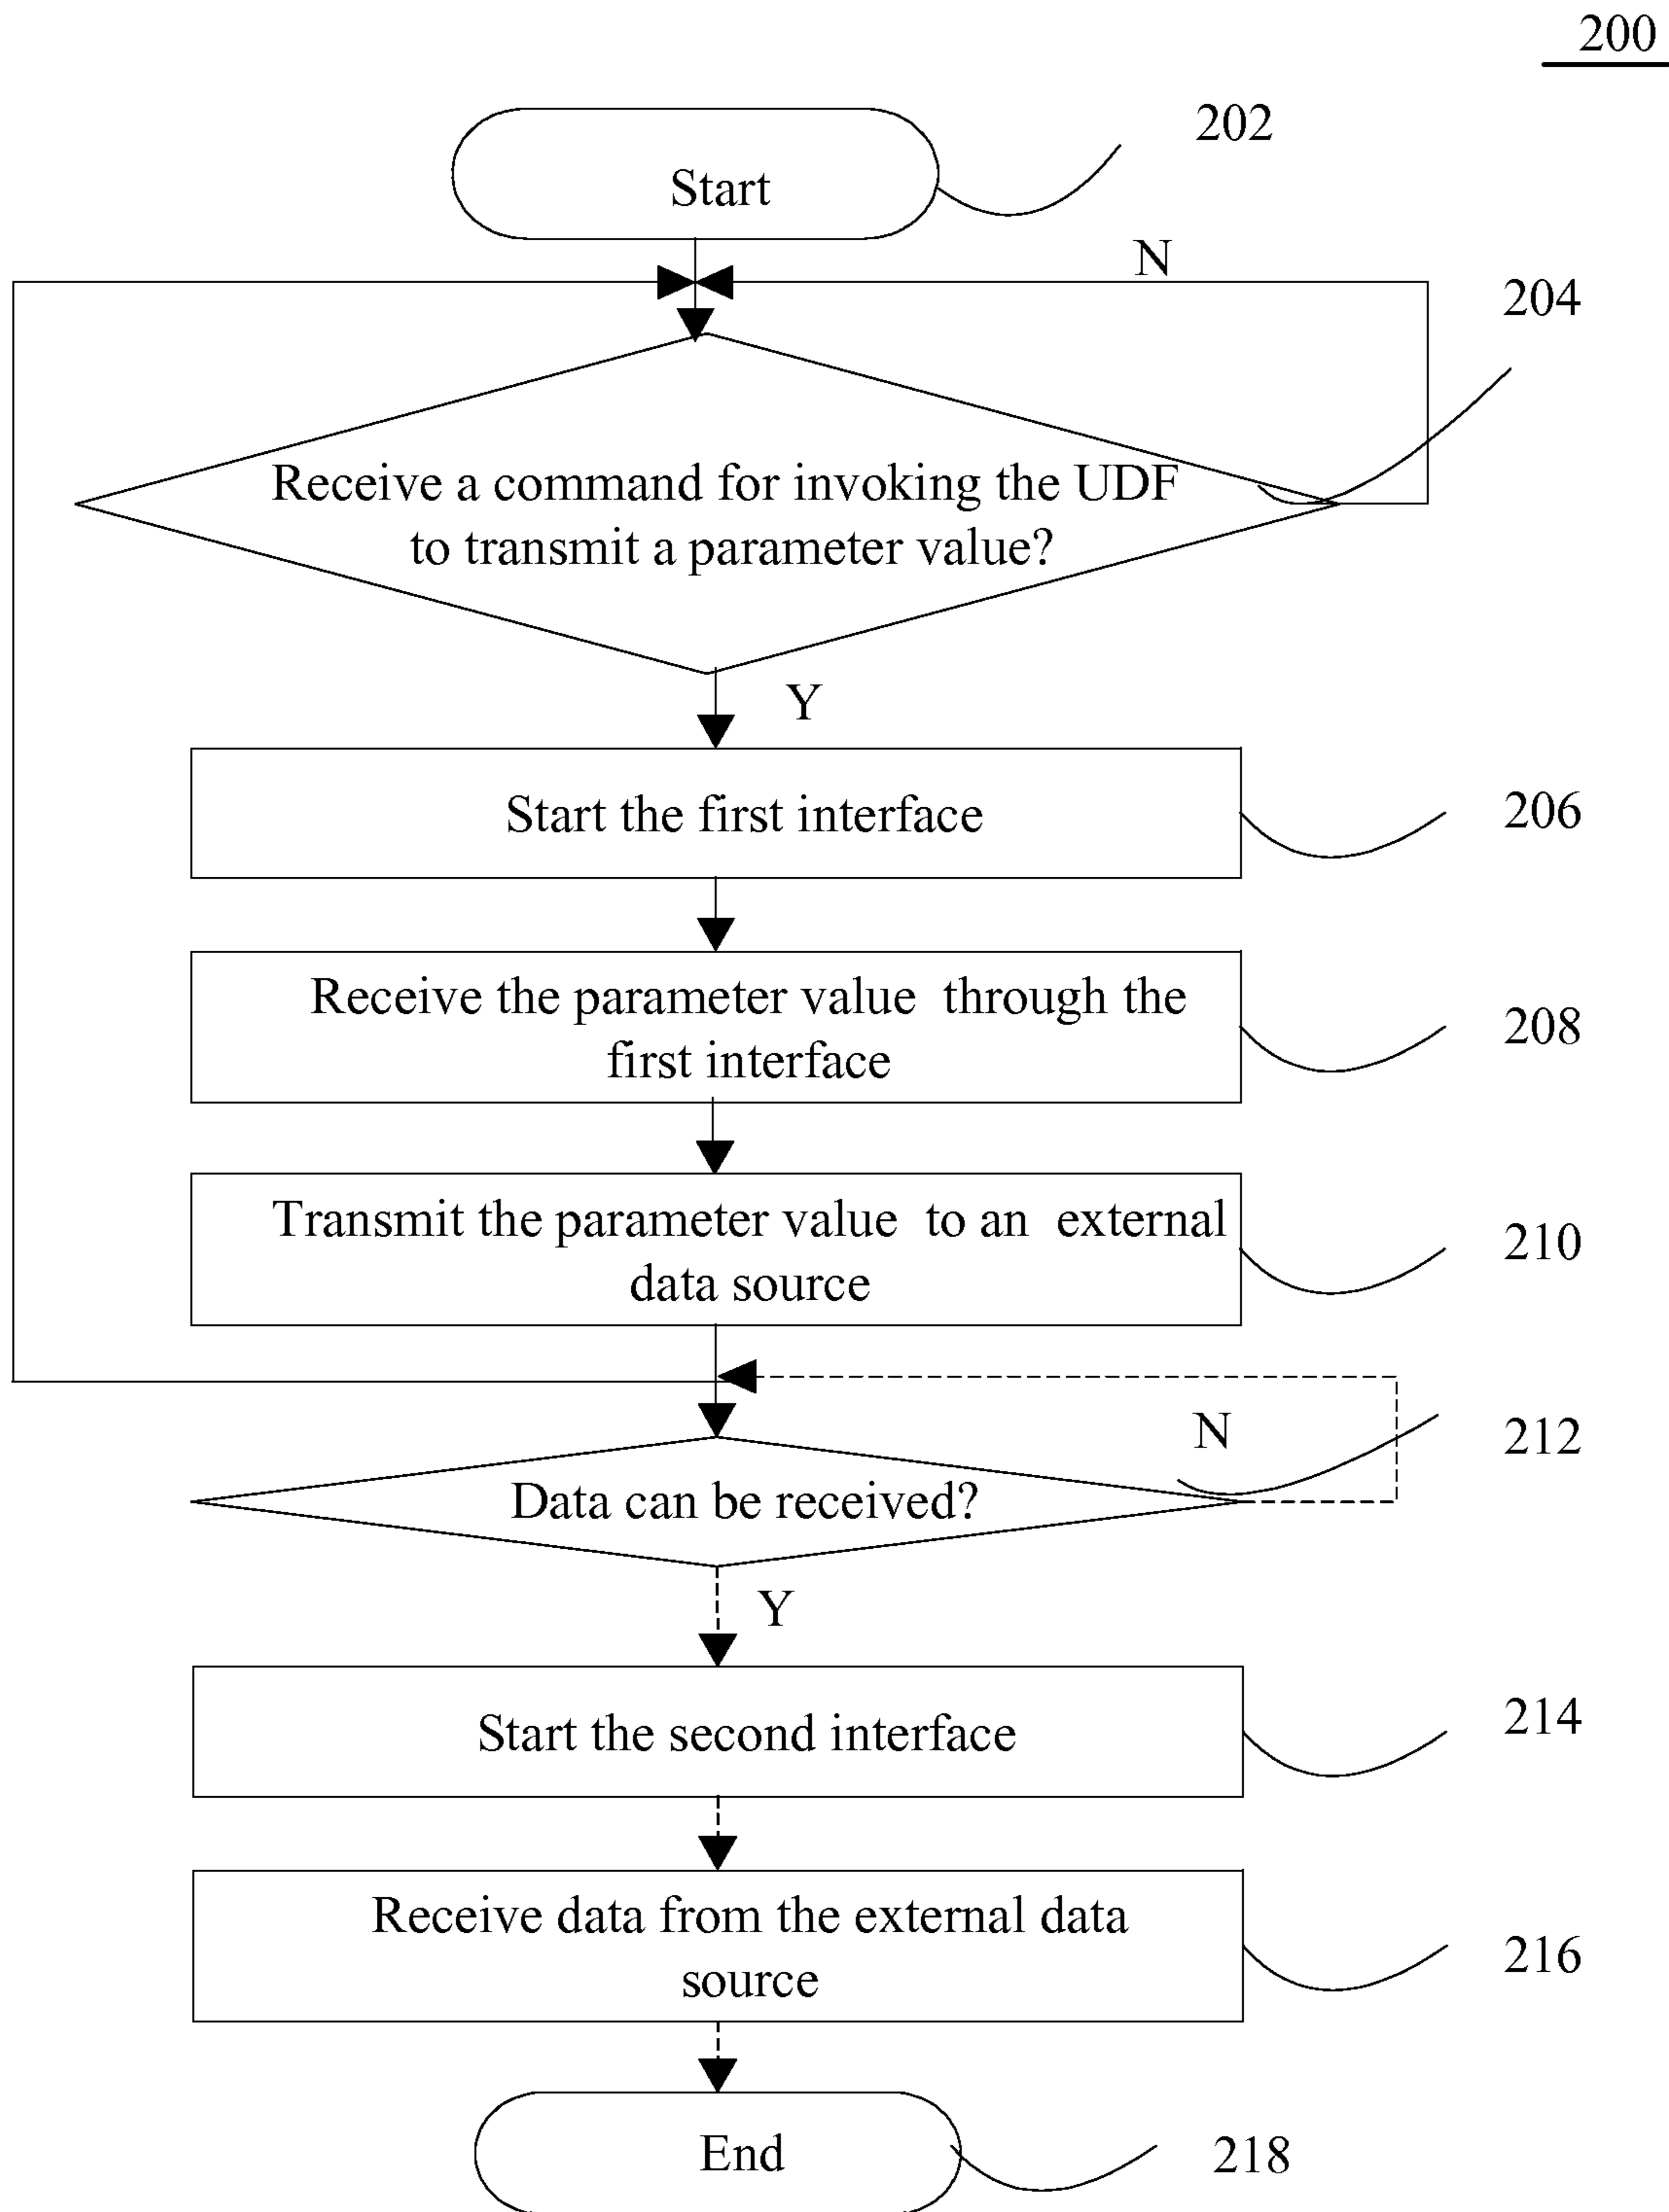 200
202
Start
N
204
Receive a command for invoking the UDF
to transmit a parameter value?
Y
Start the first interface
206
Receive the parameter value through the
first interface
208
Transmit the parameter value to an external
data source
210
N
212
Data can be received?
Y
Start the second interface
214
Receive data from the external data
source
216
End
218